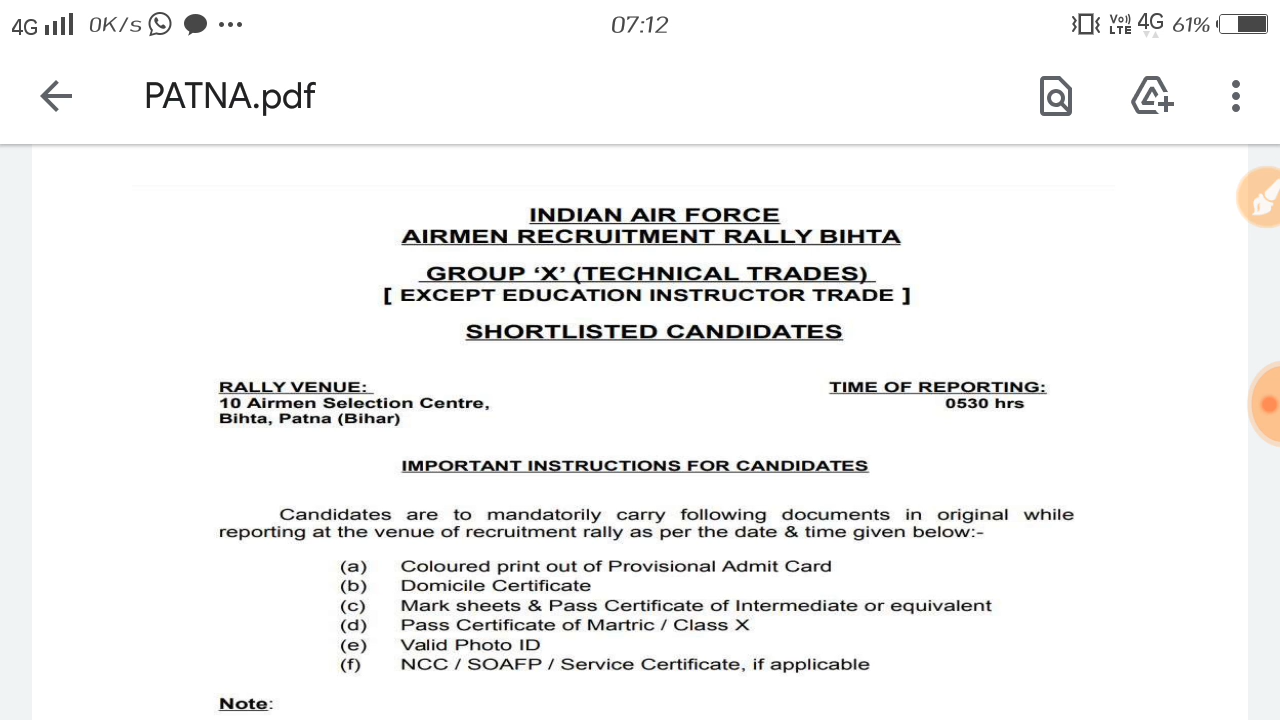 4G 0K/s 07:12 Vo)) LTE 4G 61%
PATNA.pdf
INDIAN AIR FORCE
AIRMEN RECRUITMENT RALLY BIHTA
GROUP ‘X’ (TECHNICAL TRADES)
[ EXCEPT EDUCATION INSTRUCTOR TRADE ]
SHORTLISTED CANDIDATES
RALLY VENUE: TIME OF REPORTING:
10 Airmen Selection Centre, 0530 hrs
Bihta, Patna (Bihar)
IMPORTANT INSTRUCTIONS FOR CANDIDATES
Candidates are to mandatorily carry following documents in original while
reporting at the venue of recruitment rally as per the date & time given below:-
(a) Coloured print out of Provisional Admit Card
(b) Domicile Certificate
(c) Mark sheets & Pass Certificate of Intermediate or equivalent
(d) Pass Certificate of Martric / Class X
(e) Valid Photo ID
(f) NCC / SOAFP / Service Certificate, if applicable
Note: